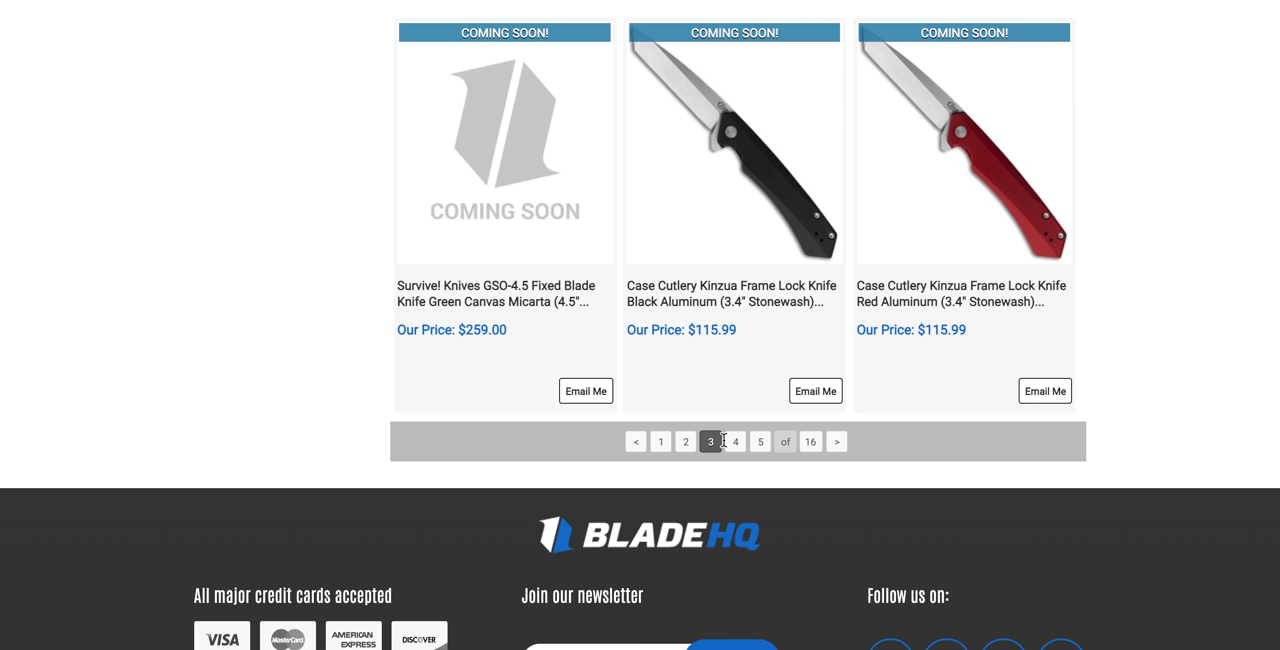 COMING SOON!
COMING SOON!
COMING SOON!
COMING SOON
Survive! Knives GSO-4.5 Fixed Blade
Knife Green Canvas Micarta (4.5"...
Our Price: $259.00
Email Me
Case Cutlery Kinzua Frame Lock Knife
Black Aluminum (3.4" Stonewash)...
Our Price: $115.99
Email Me
Case Cutlery Kinzua Frame Lock Knife
Red Aluminum (3.4" Stonewash)...
Our Price: $115.99
Email Me
< 1 2 3 4 5 of 16 >
BLADEHQ
All major credit cards accepted
VISA
MasterCard
AMERICAN
EXPRESS
DISCOVER
Join our newsletter
Follow us on: